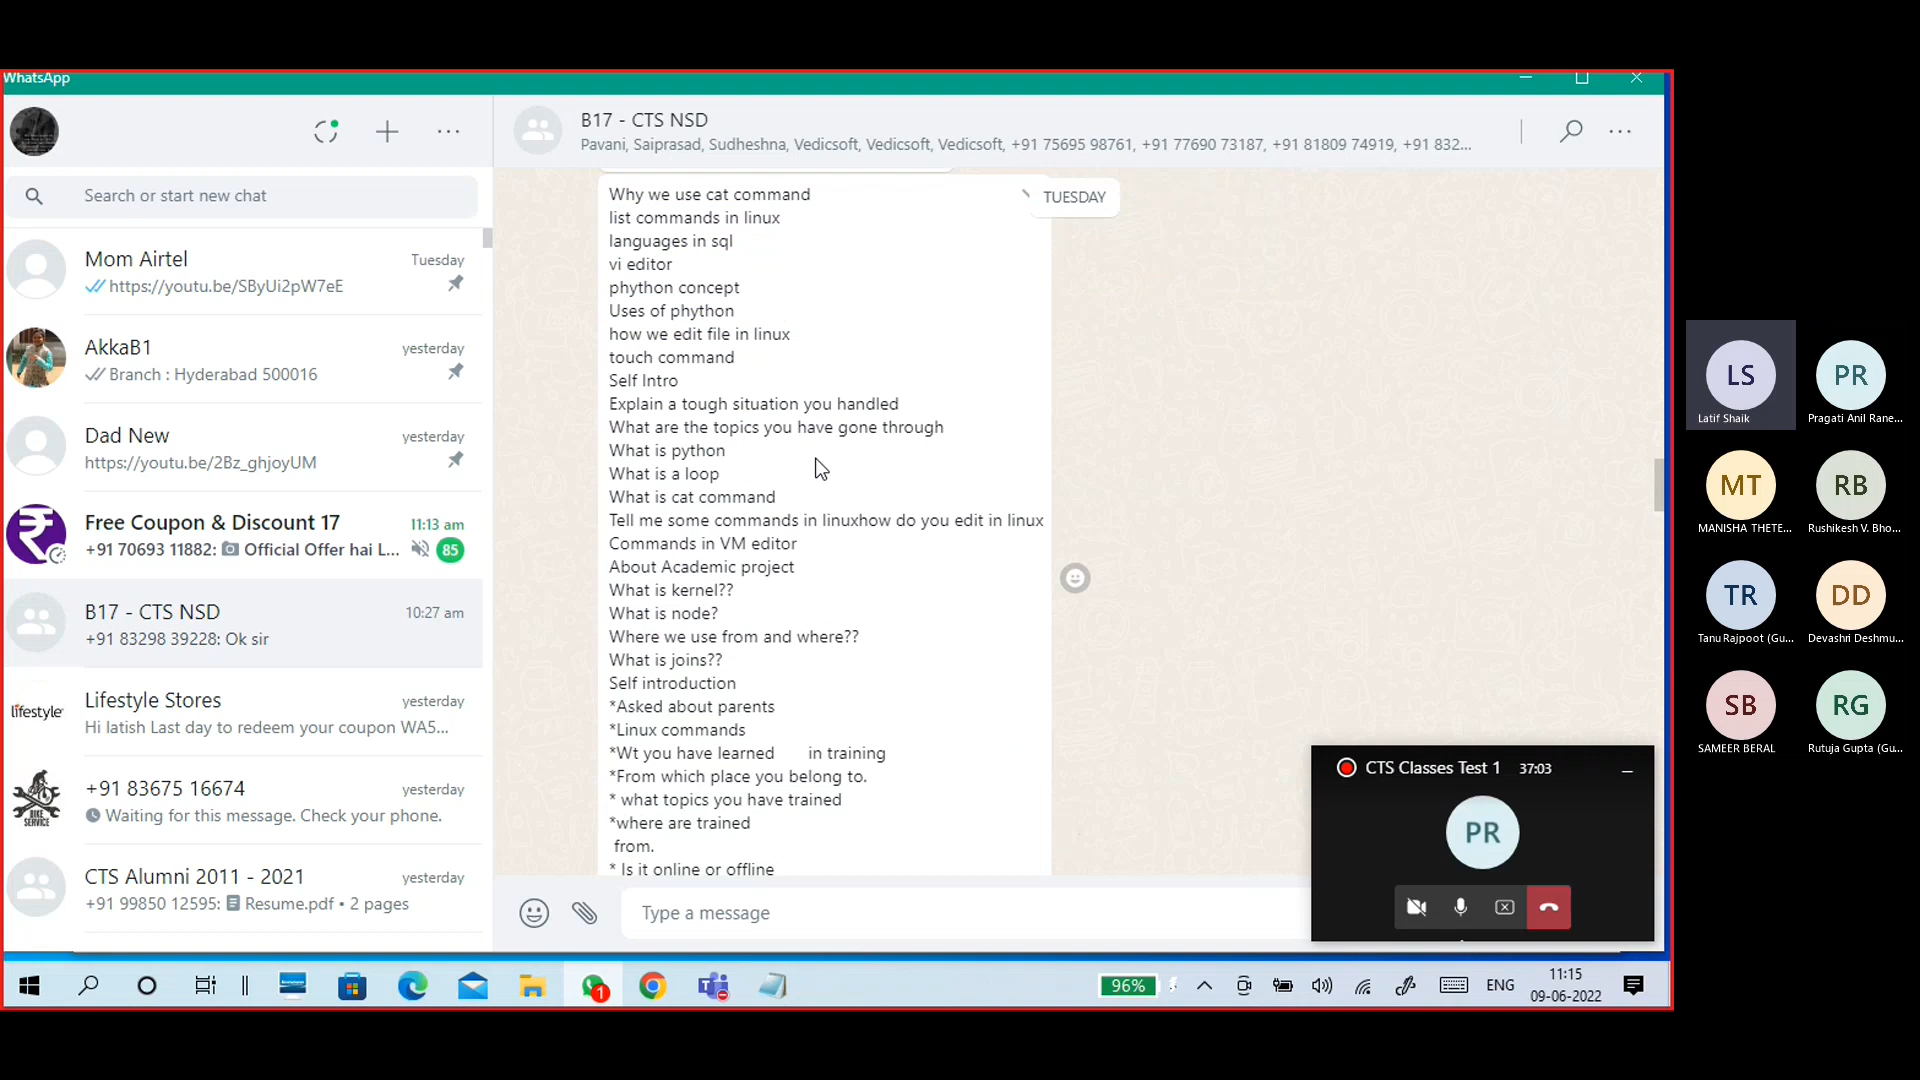 WhatsApp
Search or start new chat
Mom Airtel
Tuesday
https://youtu.be/SByUi2pW7eE
AkkaB1
yesterday
Branch : Hyderabad 500016
Dad New
yesterday
https://youtu.be/2Bz_ghjoyUM
Free Coupon & Discount 17
11:13 am
+91 70693 11882: Official Offer hai L...
85
B17 - CTS NSD
10:27 am
+91 83298 39228: Ok sir
lifestyle
Lifestyle Stores
yesterday
Hi latish Last day to redeem your coupon WA5...
BIKE SERVICE
+91 83675 16674
yesterday
Waiting for this message. Check your phone.
CTS Alumni 2011 - 2021
yesterday
+91 99850 12595: Resume.pdf • 2 pages
B17 - CTS NSD
Pavani, Saiprasad, Sudheshna, Vedicsoft, Vedicsoft, Vedicsoft, +91 75695 98761, +91 77690 73187, +91 81809 74919, +91 832...
TUESDAY
Why we use cat command
list commands in linux
languages in sql
vi editor
phython concept
Uses of phython
how we edit file in linux
touch command
Self Intro
Explain a tough situation you handled
What are the topics you have gone through
What is python
What is a loop
What is cat command
Tell me some commands in linuxhow do you edit in linux
Commands in VM editor
About Academic project
What is kernel??
What is node?
Where we use from and where??
What is joins??
Self introduction
*Asked about parents
*Linux commands
*Wt you have learned in training
*From which place you belong to.
* what topics you have trained
*where are trained
from.
* Is it online or offline
Type a message
CTS Classes Test 1 37:03
PR
LS
Latif Shaik
PR
Pragati Anil Rane...
MT
MANISHA THETE...
RB
Rushikesh V. Bho...
TR
Tanu Rajpoot (Gu...
DD
Devashri Deshmu...
SB
SAMEER BERAL
RG
Rutuja Gupta (Gu...
1
96%
ENG
11:15
09-06-2022